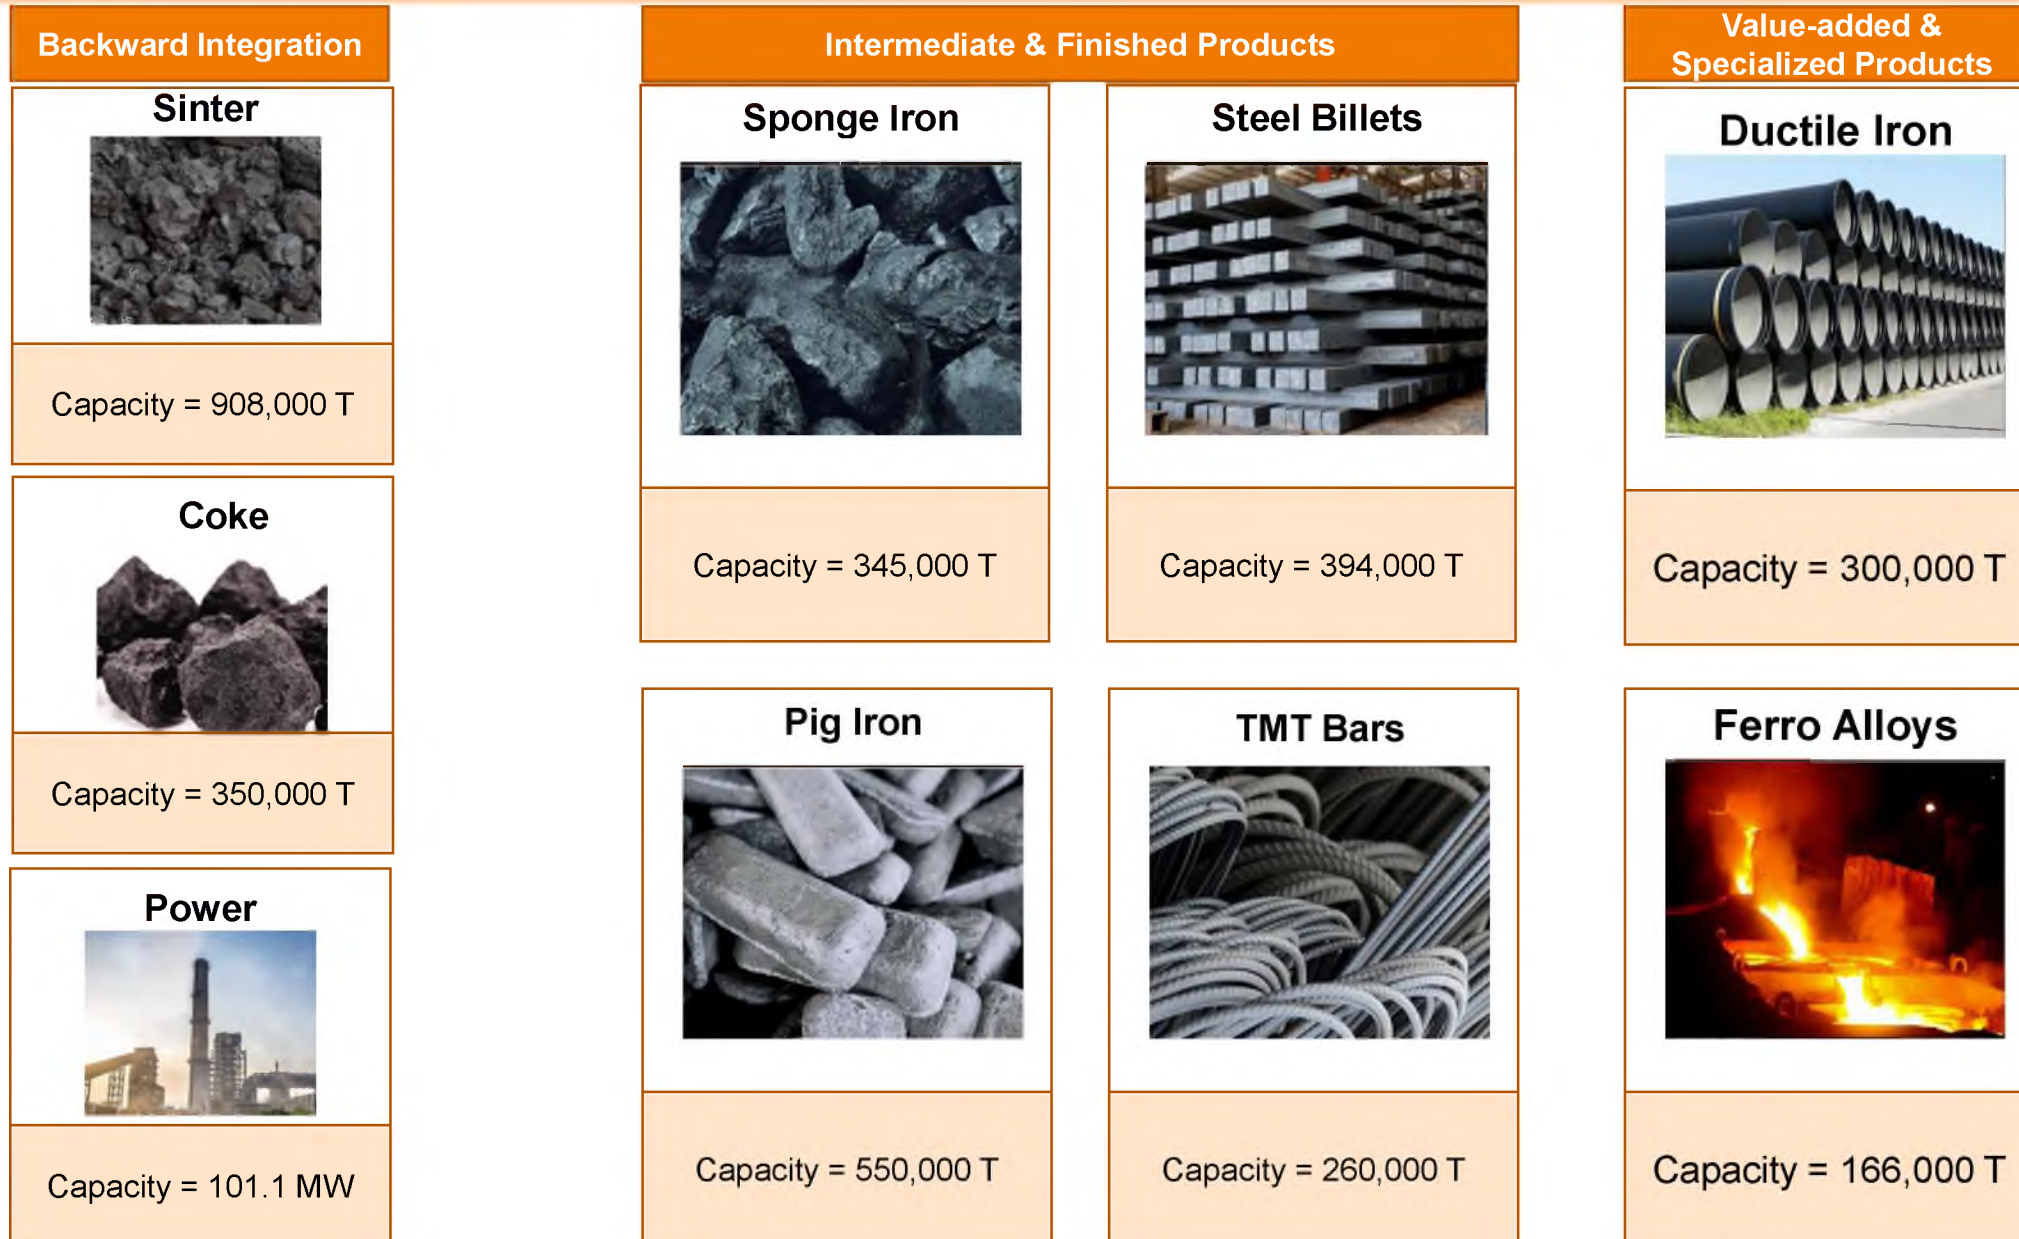 Backward Integration
Sinter
Capacity = 908,000 T
Coke
Capacity = 350,000 T
Power
Capacity = 101.1 MW
Intermediate & Finished Products
Sponge Iron
Capacity = 345,000 T
Steel Billets
Capacity = 394,000 T
Pig Iron
Capacity = 550,000 T
TMT Bars
Capacity = 260,000 T
Value-added &
Specialized Products
Ductile Iron
Capacity = 300,000 T
Ferro Alloys
Capacity = 166,000 T